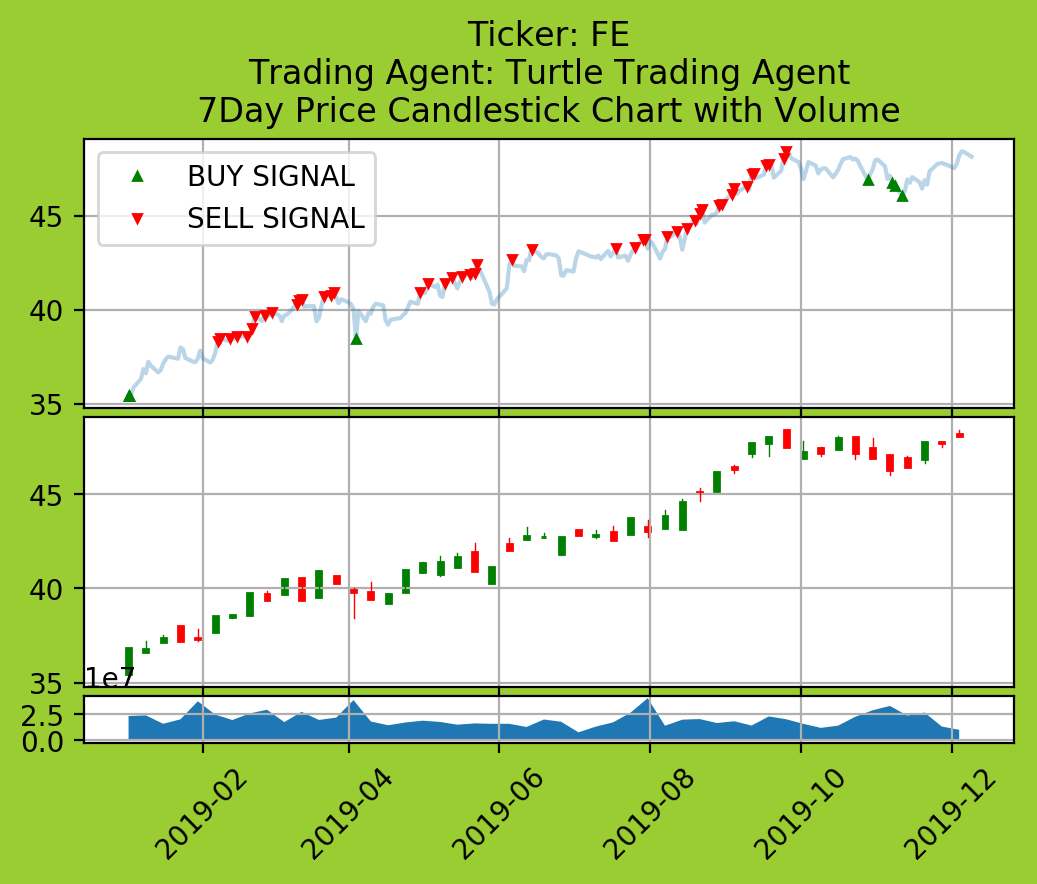 Ticker: FE
Trading Agent: Turtle Trading Agent
7Day Price Candlestick Chart with Volume
BUY SIGNAL
SELL SIGNAL
45
40
35
45
40
35
1e7
2.5
0.0
2019-02
2019-04
2019-06
2019-08
2019-10
2019-12